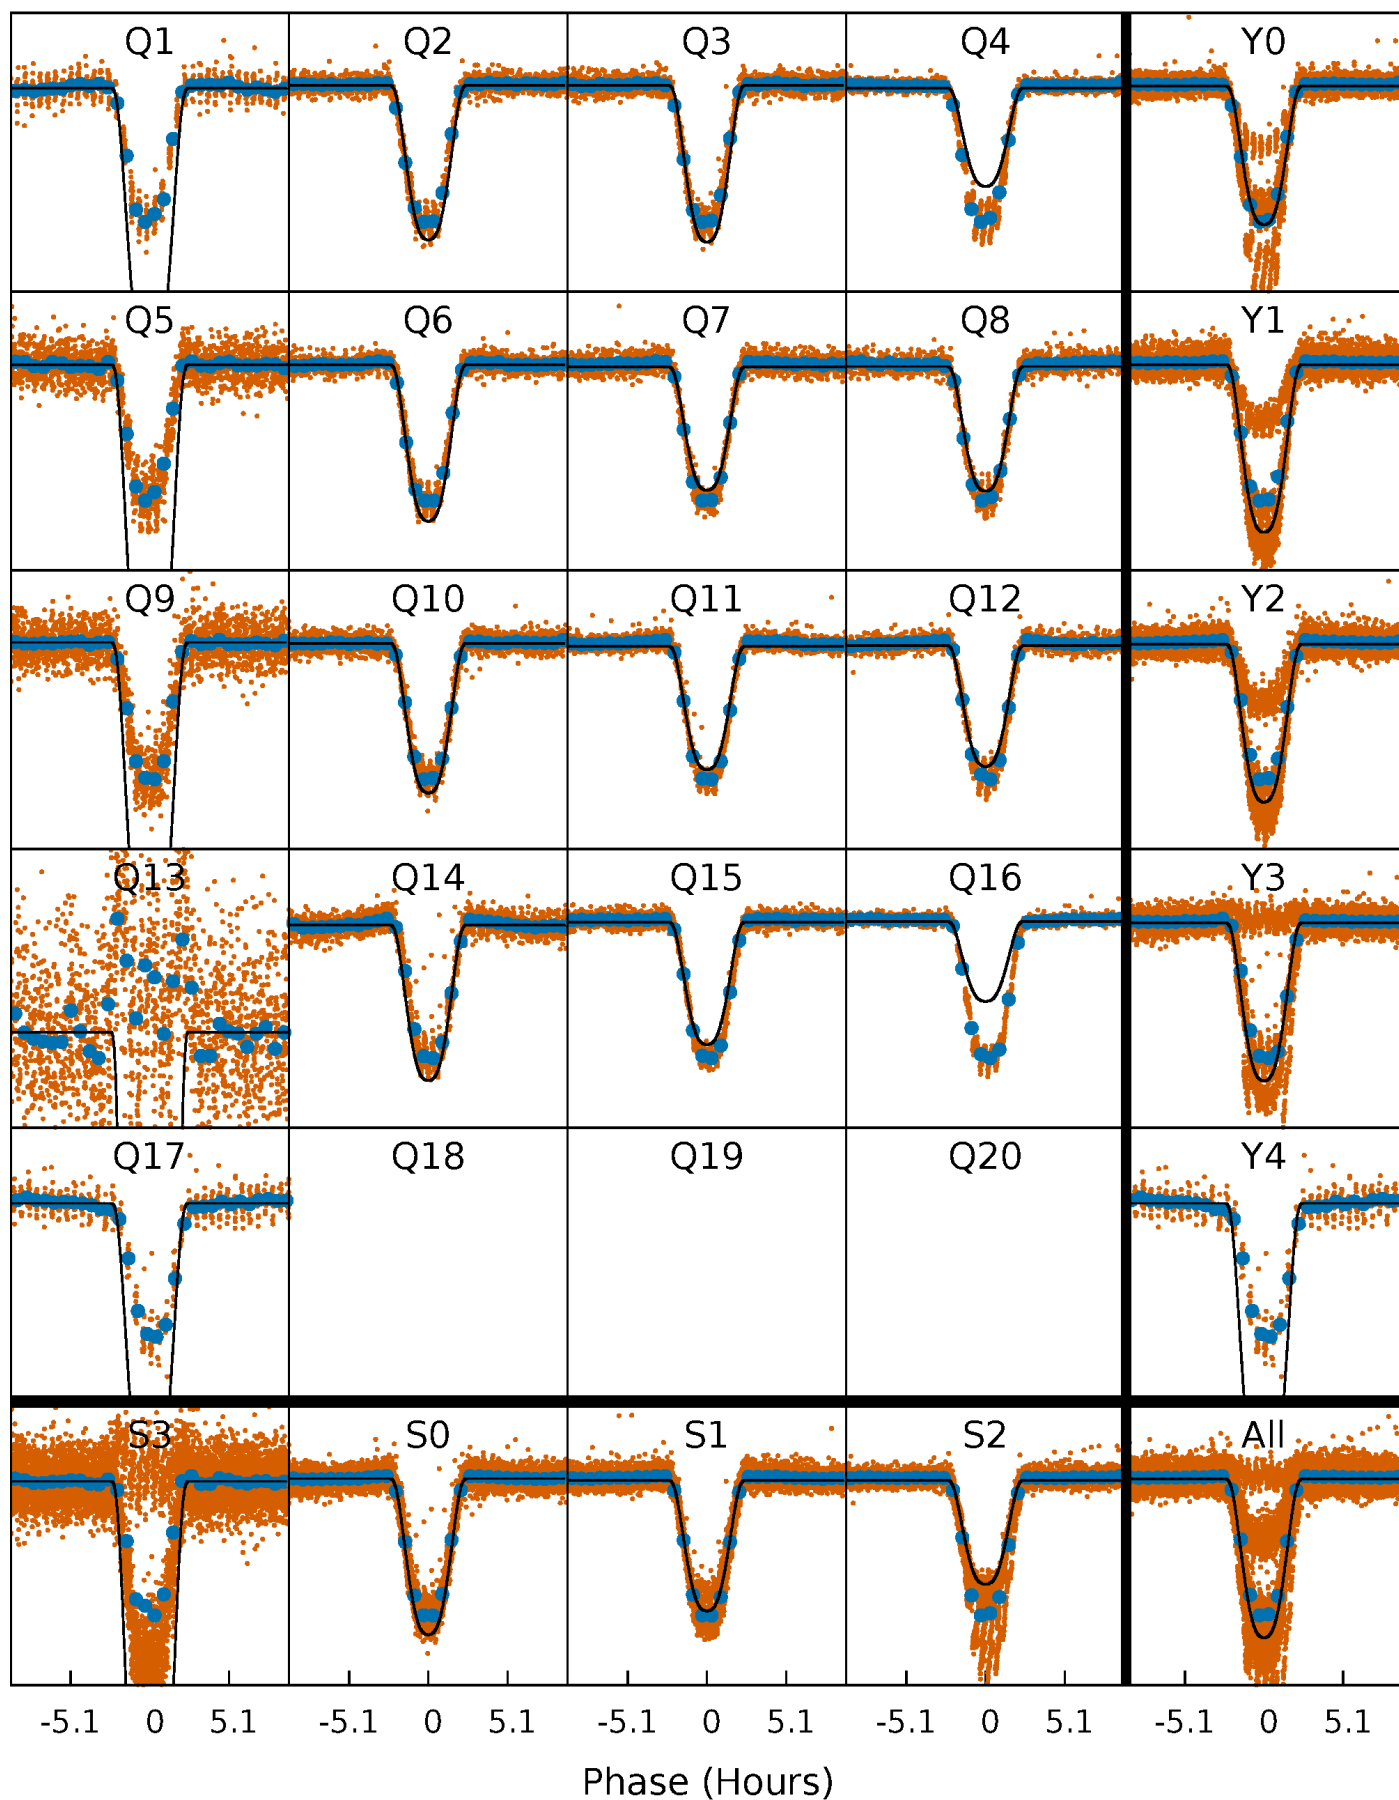 Q1 Q2 Q3 Q4 Y0
Q5 Q6 Q7 Q8 Y1
Q9 Q10 Q11 Q12 Y2
Q13 Q14 Q15 Q16 Y3
Q17 Q18 Q19 Q20 Y4
S3 S0 S1 S2 All
-5.1 0 5.1 -5.1 0 5.1 -5.1 0 5.1 -5.1 0 5.1 -5.1 0 5.1
Phase (Hours)